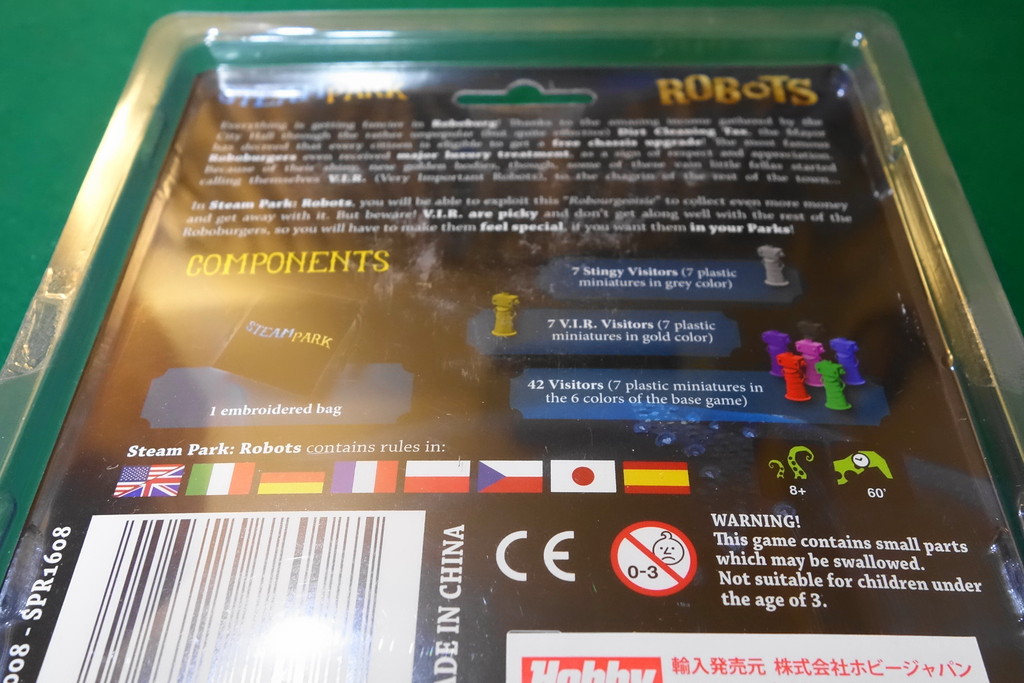 STEAM PARK
ROBOTS
Everything is getting fancier in Roboburg! Thanks to the amazing income gathered by the
City Hall through the rather unpopular (but quite effective) Dirt Cleaning Tax, the Mayor
has decreed that every citizen is eligible to get a free chassis upgrade! The most famous
Roboburgers even received major luxury treatments as a sign of respect and appreciation.
Because of their shiny new golden bodies, though, some of these iron little fellas started
calling themselves V.I.R. (Very Important Robots), to the chagrin of the rest of the town...
In Steam Park: Robots, you will be able to exploit this "Robourgeoisie" to collect even more money
and get away with it. But beware! V.I.R. are picky and don't get along well with the rest of the
Roboburgers, so you will have to make them feel special, if you want them in your Parks!
COMPONENTS
7 Stingy Visitors (7 plastic
miniatures in grey color)
7 V.I.R. Visitors (7 plastic
miniatures in gold color)
STEAM PARK
42 Visitors (7 plastic miniatures in
the 6 colors of the base game)
1 embroidered bag
Steam Park: Robots contains rules in:
8+
60'
008 - SPR1608
ADE IN CHINA
CE
0-3
WARNING!
This game contains small parts
which may be swallowed.
Not suitable for children under
the age of 3.
Hobby
輸入発売元 株式会社ホビージャパン